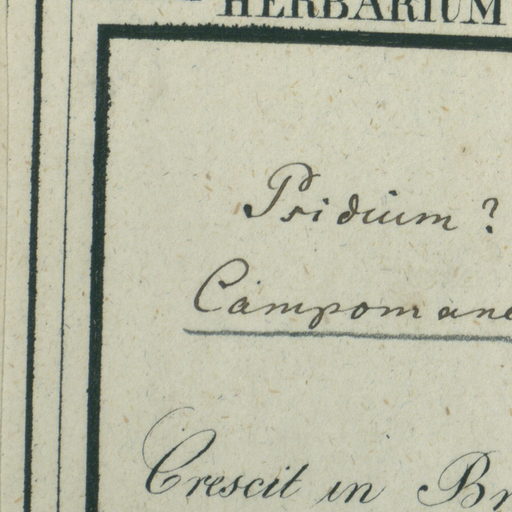 HERBARIUM
Psidium ?
Campomane
Crescit in Br